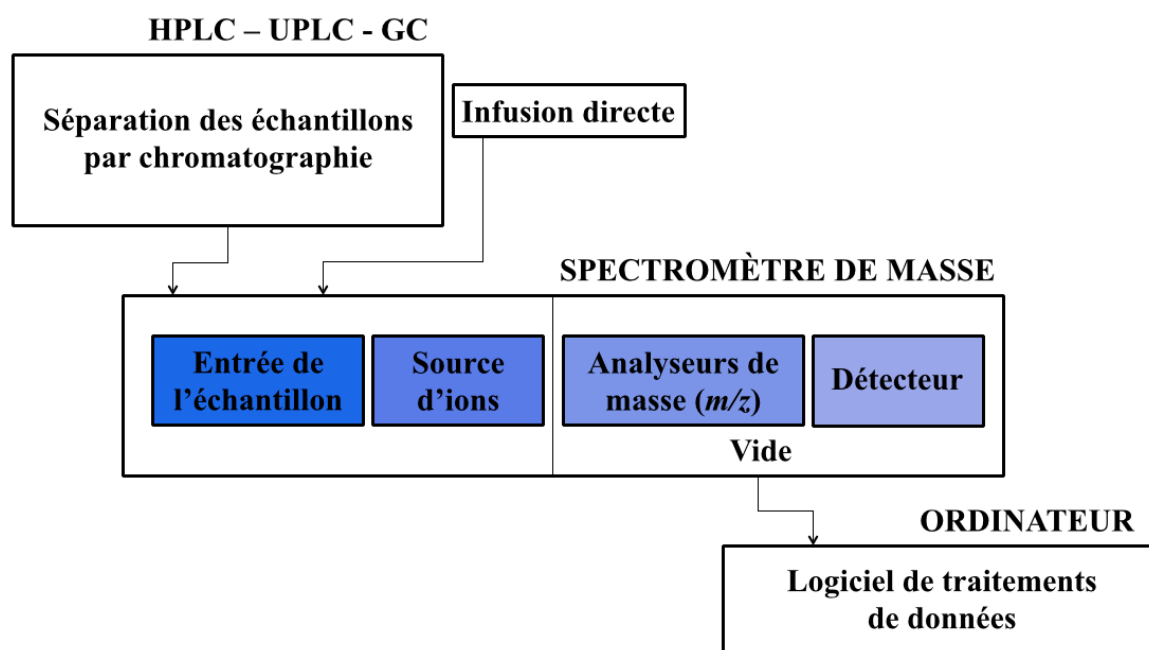 HPLC – UPLC - GC
Séparation des échantillons
par chromatographie
Infusion directe
SPECTROMÈTRE DE MASSE
Entrée de
l’échantillon
Source
d’ions
Analyseurs de
masse (m/z)
Détecteur
Vide
ORDINATEUR
Logiciel de traitements
de données